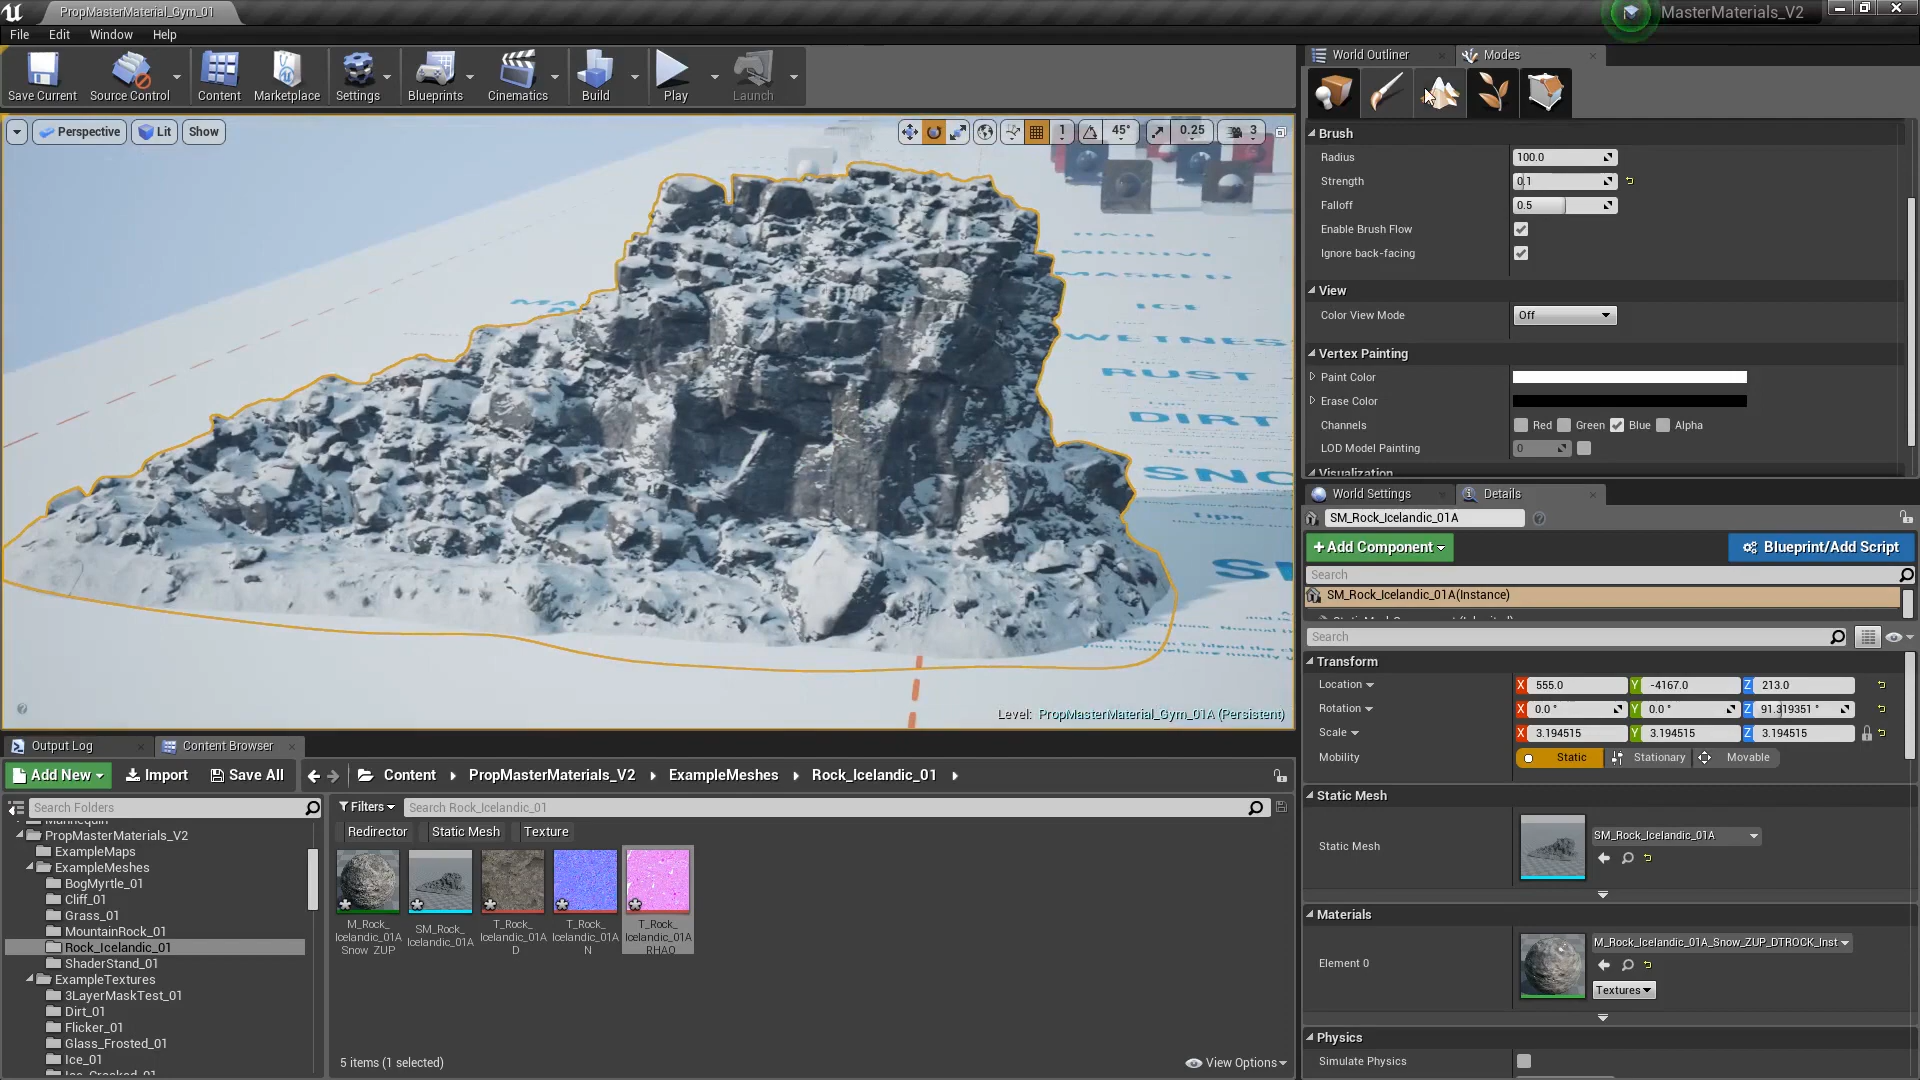 PropMasterMaterial_Gym_01
MasterMaterials_V2
File
Edit
Window
Help
Save Current
Source Control
Content
Marketplace
Settings
Blueprints
Cinematics
Build
Play
Launch
Perspective
Lit
Show
1
45°
0.25
3
MASKED
ICE
WETNESS
RUST
DIRT
Level: PropMasterMaterial_Gym_01A (Persistent)
World Outliner
Modes
Brush
Radius
100.0
Strength
0.1
Falloff
0.5
Enable Brush Flow
Ignore back-facing
View
Color View Mode
Off
Vertex Painting
Paint Color
Erase Color
Channels
Red
Green
Blue
Alpha
LOD Model Painting
0
Visualization
World Settings
Details
SM_Rock_Icelandic_01A
+Add Component
Blueprint/Add Script
Search
SM_Rock_Icelandic_01A(Instance)
Search
Transform
Location
X 555.0
Y -4167.0
Z 213.0
Rotation
X 0.0 °
Y 0.0 °
Z 91.319351 °
Scale
X 3.194515
Y 3.194515
Z 3.194515
Mobility
Static
Stationary
Movable
Static Mesh
Static Mesh
SM_Rock_Icelandic_01A
Materials
Element 0
M_Rock_Icelandic_01A_Snow_ZUP_DTROCK_Inst
Textures
Physics
Simulate Physics
Output Log
Content Browser
Add New
Import
Save All
Content
PropMasterMaterials_V2
ExampleMeshes
Rock_Icelandic_01
Search Folders
Mannequin
PropMasterMaterials_V2
ExampleMaps
ExampleMeshes
BogMyrtle_01
Cliff_01
Grass_01
MountainRock_01
Rock_Icelandic_01
ShaderStand_01
ExampleTextures
3LayerMaskTest_01
Dirt_01
Flicker_01
Glass_Frosted_01
Ice_01
Ice_Cracked_01
Filters
Search Rock_Icelandic_01
Redirector
Static Mesh
Texture
M_Rock_
Icelandic_01A
Snow_ZUP
SM_Rock_
Icelandic_01A
T_Rock_
Icelandic_01A
D
T_Rock_
Icelandic_01A
N
T_Rock_
Icelandic_01A
RHAO
5 items (1 selected)
View Options